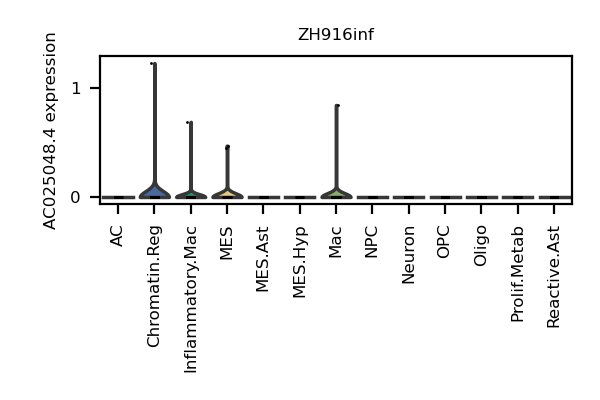 ZH916inf
AC025048.4 expression
1
0
AC
Chromatin.Reg
Inflammatory.Mac
MES
MES.Ast
MES.Hyp
Mac
NPC
Neuron
OPC
Oligo
Prolif.Metab
Reactive.Ast